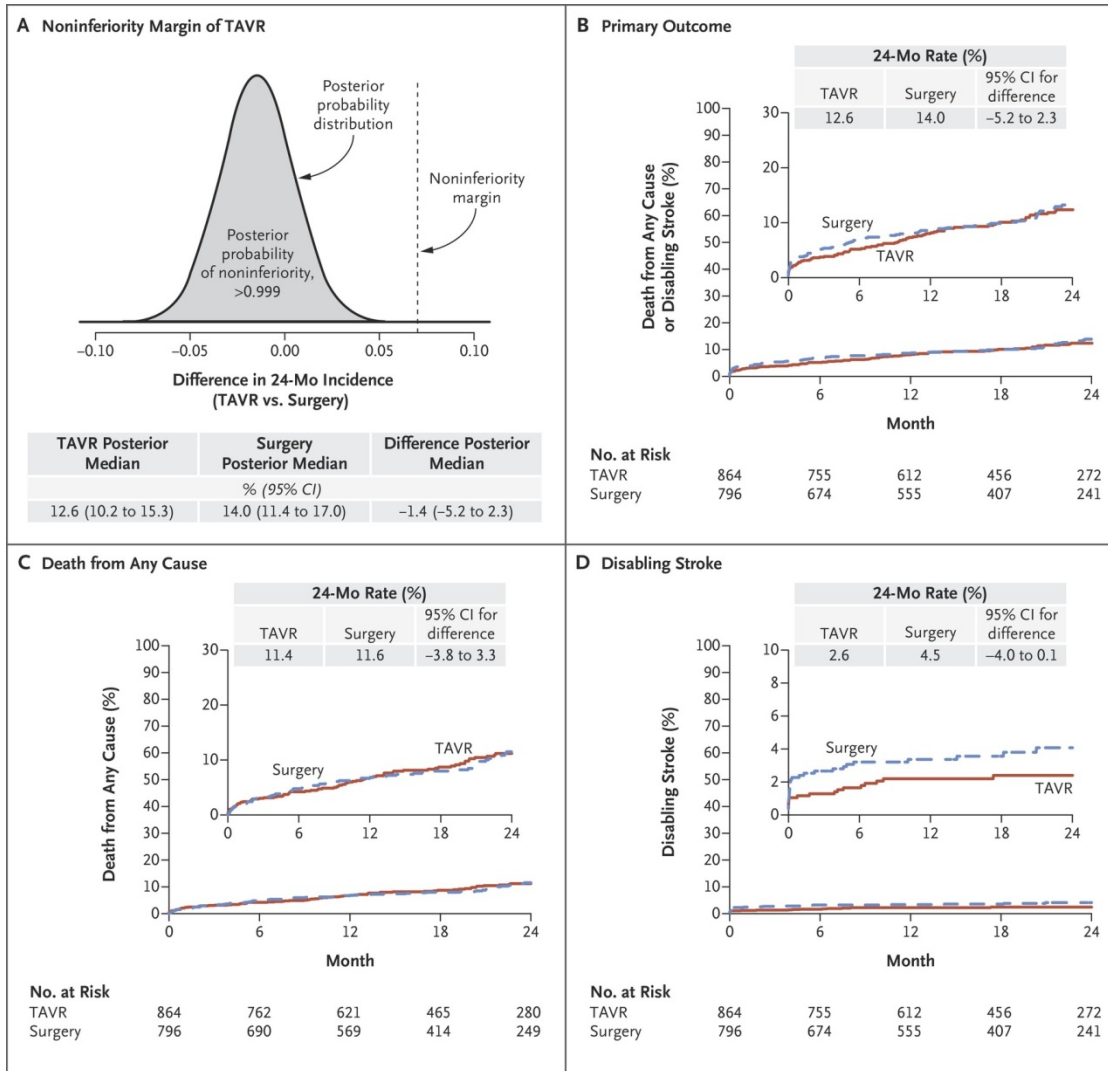 A Noninferiority Margin of TAVR
Posterior
probability
distribution
Noninferiority
margin
Posterior
probability
of noninferiority,
>0.999
−0.10 −0.05 0.00 0.05 0.10
Difference in 24-Mo Incidence
(TAVR vs. Surgery)
TAVR Posterior
Median
Surgery
Posterior Median
Difference Posterior
Median
% (95% CI)
12.6 (10.2 to 15.3) 14.0 (11.4 to 17.0) −1.4 (−5.2 to 2.3)
B Primary Outcome
24-Mo Rate (%)
TAVR Surgery 95% CI for
difference
12.6 14.0 −5.2 to 2.3
Death from Any Cause
or Disabling Stroke (%)
100
90
80
70
60
50
40
30
20
10
0
30
20
10
0
Surgery
TAVR
0 6 12 18 24
0 6 12 18 24
Month
No. at Risk
TAVR 864 755 612 456 272
Surgery 796 674 555 407 241
C Death from Any Cause
24-Mo Rate (%)
TAVR Surgery 95% CI for
difference
11.4 11.6 −3.8 to 3.3
Death from Any Cause (%)
100
90
80
70
60
50
40
30
20
10
0
30
20
10
0
TAVR
Surgery
0 6 12 18 24
0 6 12 18 24
Month
No. at Risk
TAVR 864 762 621 465 280
Surgery 796 690 569 414 249
D Disabling Stroke
24-Mo Rate (%)
TAVR Surgery 95% CI for
difference
2.6 4.5 −4.0 to 0.1
Disabling Stroke (%)
100
90
80
70
60
50
40
30
20
10
0
10
8
6
4
2
0
Surgery
TAVR
0 6 12 18 24
0 6 12 18 24
Month
No. at Risk
TAVR 864 755 612 456 272
Surgery 796 674 555 407 241